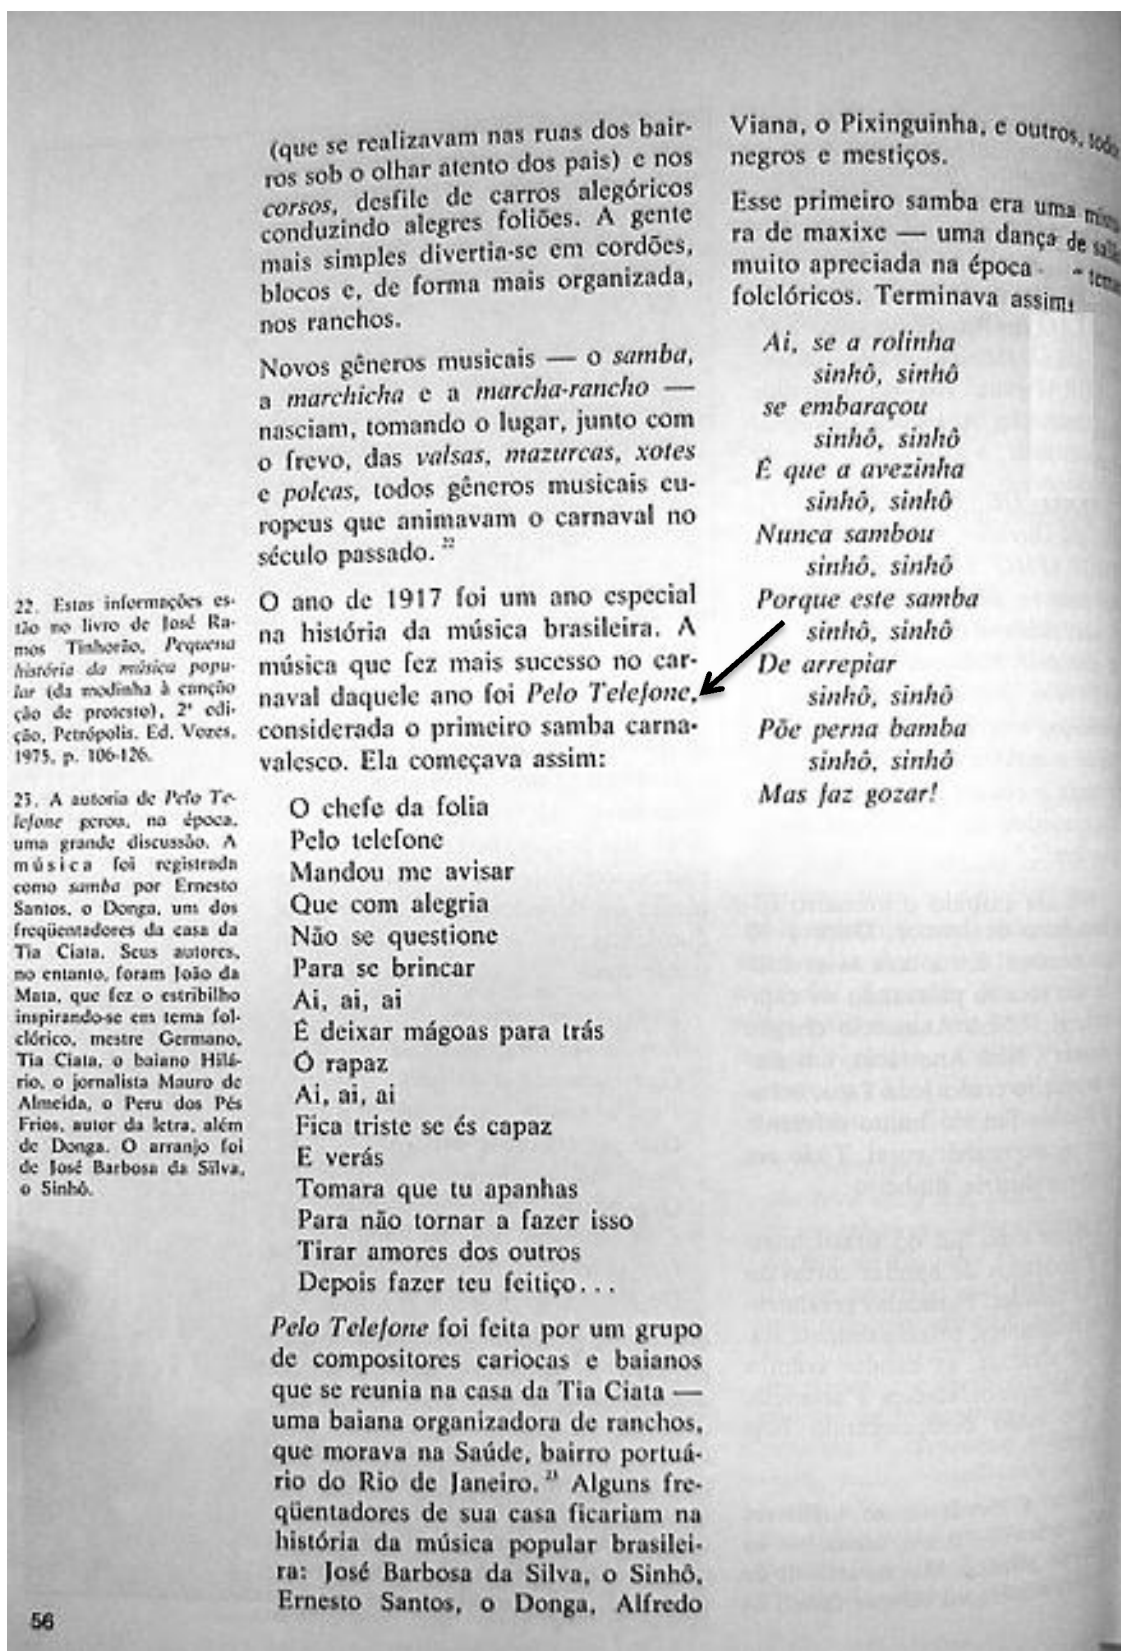 (que se realizavam nas ruas dos bair-
ros sob o olhar atento dos pais) e nos
corsos, desfile de carros alegóricos
conduzindo alegres foliões. A gente
mais simples divertia-se em cordões,
blocos e, de forma mais organizada,
nos ranchos.
Novos gêneros musicais — o samba,
a marchicha e a marcha-rancho —
nasciam, tomando o lugar, junto com
o frevo, das valsas, mazurcas, xotes
e polcas, todos gêneros musicais eu-
ropeus que animavam o carnaval no
século passado. 22
O ano de 1917 foi um ano especial
na história da música brasileira. A
música que fez mais sucesso no car-
naval daquele ano foi Pelo Telefone,
considerada o primeiro samba carna-
valesco. Ela começava assim:
O chefe da folia
Pelo telefone
Mandou me avisar
Que com alegria
Não se questione
Para se brincar
Ai, ai, ai
É deixar mágoas para trás
Ó rapaz
Ai, ai, ai
Fica triste se és capaz
E verás
Tomara que tu apanhas
Para não tornar a fazer isso
Tirar amores dos outros
Depois fazer teu feitiço...
Pelo Telefone foi feita por um grupo
de compositores cariocas e baianos
que se reunia na casa da Tia Ciata —
uma baiana organizadora de ranchos,
que morava na Saúde, bairro portuá-
rio do Rio de Janeiro. 23 Alguns fre-
qüentadores de sua casa ficariam na
história da música popular brasilei-
ra: José Barbosa da Silva, o Sinhô,
Ernesto Santos, o Donga, Alfredo
Viana, o Pixinguinha, e outros,
negros e mestiços.
Esse primeiro samba era uma
ra de maxixe — uma dança de
muito apreciada na época
folclóricos. Terminava assim:
Ai, se a rolinha
sinhô, sinhô
se embaraçou
sinhô, sinhô
É que a avezinha
sinhô, sinhô
Nunca sambou
sinhô, sinhô
Porque este samba
sinhô, sinhô
De arrepiar
sinhô, sinhô
Põe perna bamba
sinhô, sinhô
Mas faz gozar!
22. Estas informações es-
tão no livro de José Ra-
mos Tinhorão, Pequena
história da música popu-
lar (da modinha à canção
ção de protesto), 2ª edi-
ção, Petrópolis. Ed. Vozes,
1975, p. 106-126.
23. A autoria de Pelo Te-
lefone gerou, na época,
uma grande discussão. A
música foi registrada
como samba por Ernesto
Santos, o Donga, um dos
freqüentadores da casa da
Tia Ciata. Seus autores,
no entanto, foram João da
Mata, que fez o estribilho
inspirando-se em tema fol-
clórico, mestre Germano,
Tia Ciata, o baiano Hilá-
rio, o jornalista Mauro de
Almeida, o Peru dos Pés
Frios, autor da letra, além
de Donga. O arranjo foi
de José Barbosa da Silva,
o Sinhô.
56